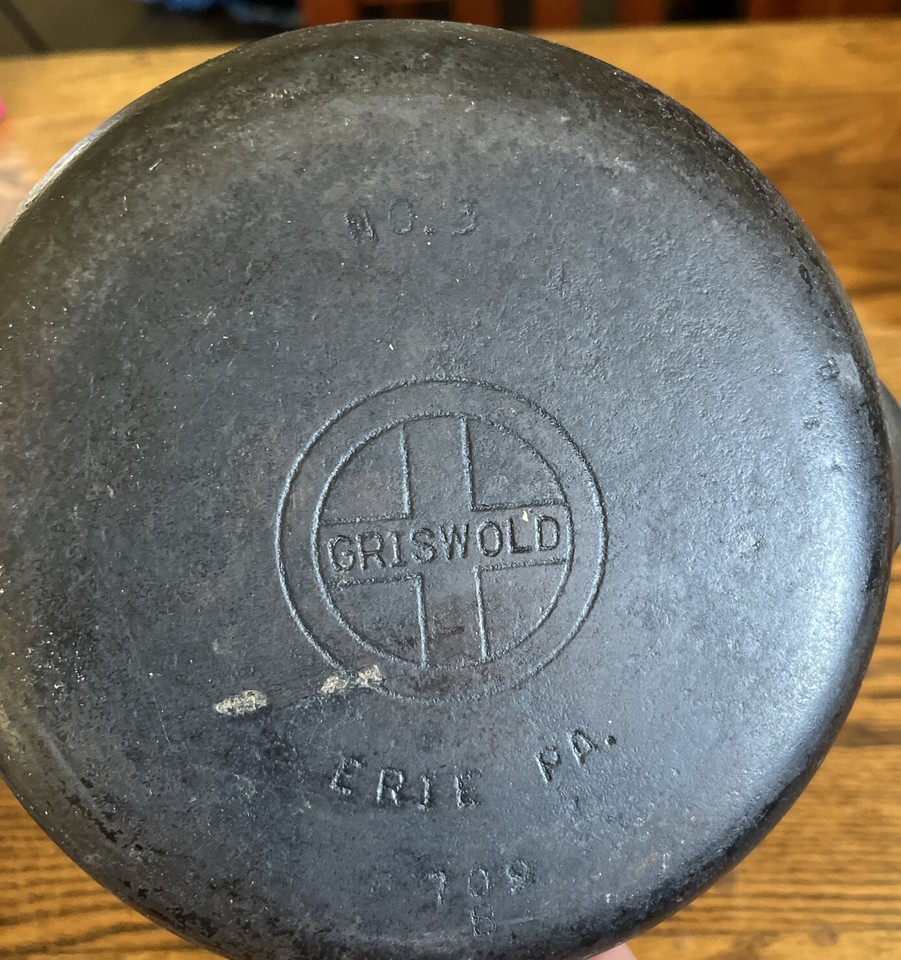 NO. 3
GRISWOLD
ERIE PA.
709
H